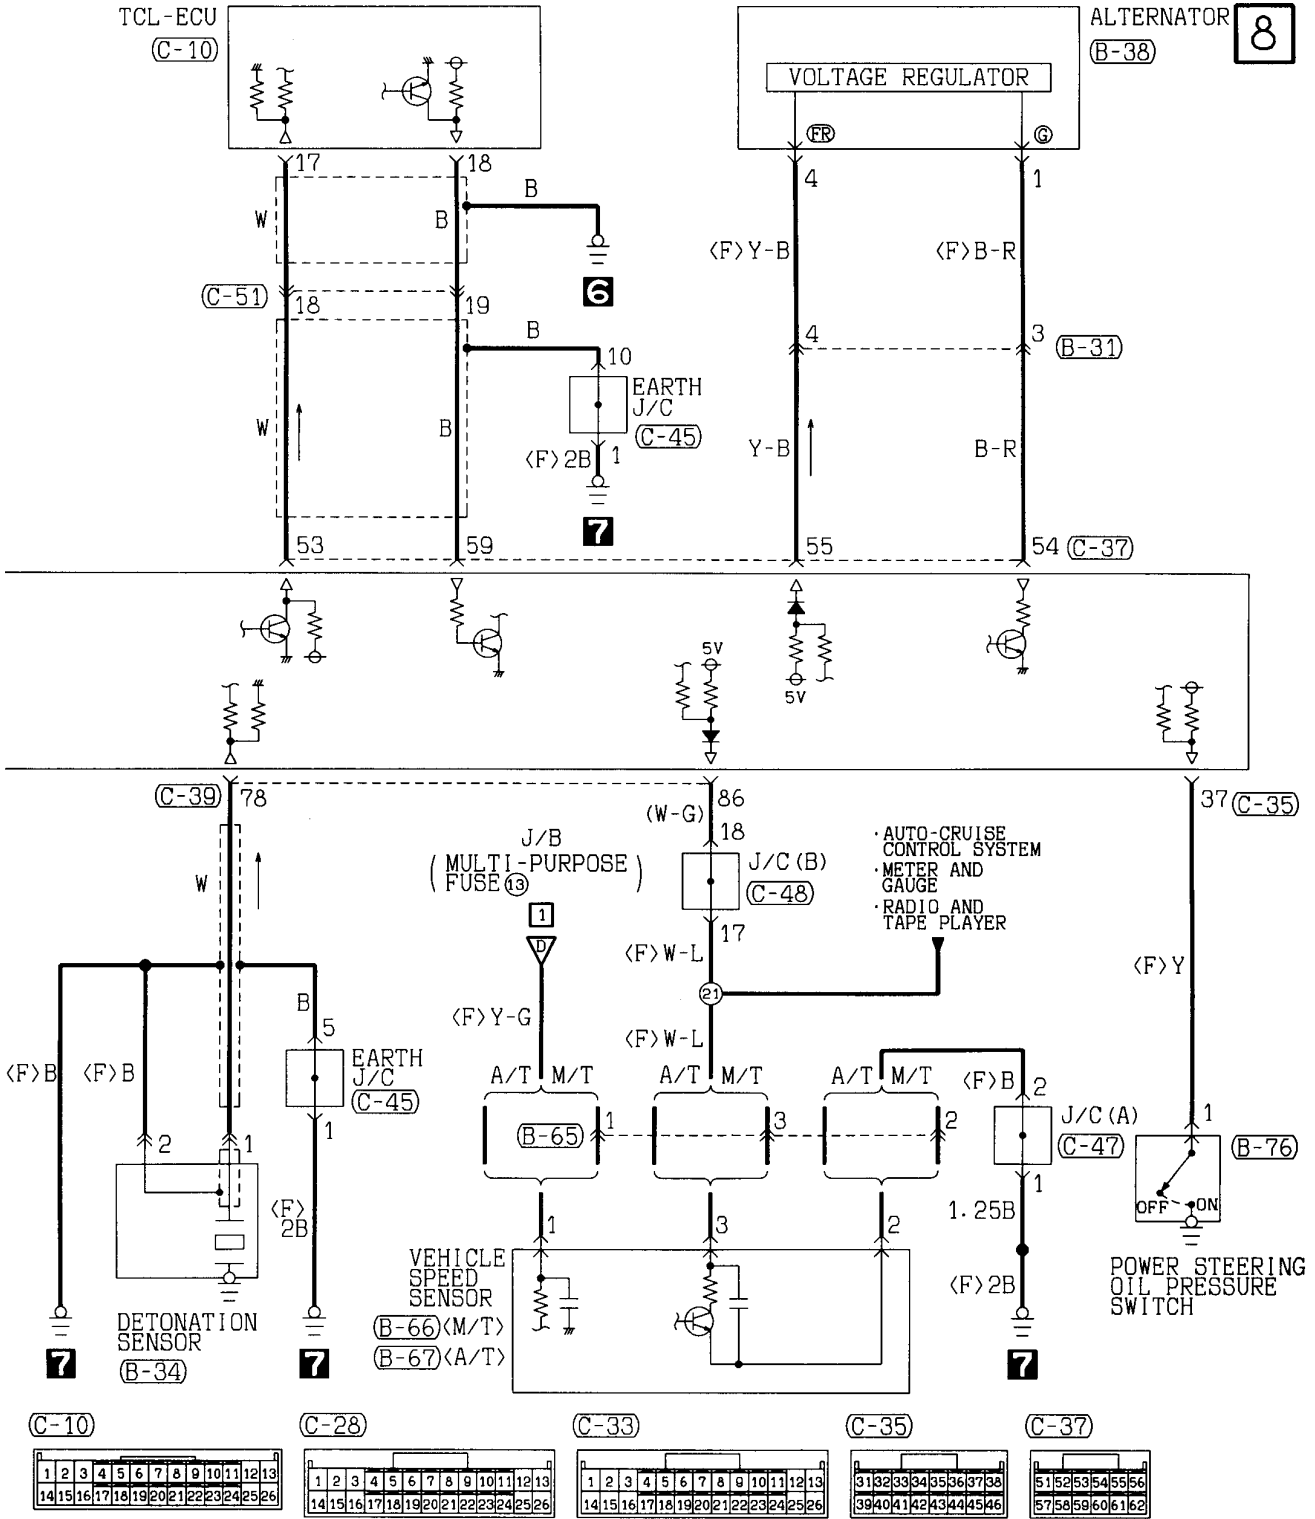 TCL-ECU
(C-10)
ALTERNATOR
(B-38)
8
VOLTAGE REGULATOR
FR
G
17
18
4
1
W
B
B
6
<F>Y-B
<F>B-R
(C-51)
18
19
4
3
(B-31)
B
10
EARTH
J/C
(C-45)
W
B
<F>2B
1
7
Y-B
B-R
53
59
55
54
(C-37)
5V
5V
(C-39)
78
86
37
(C-35)
(W-G)
18
J/B
(MULTI-PURPOSE
FUSE⑬)
1
D
J/C(B)
(C-48)
17
·AUTO-CRUISE
CONTROL SYSTEM
·METER AND
GAUGE
·RADIO AND
TAPE PLAYER
W
<F>W-L
21
<F>Y
B
5
<F>Y-G
<F>W-L
<F>B
<F>B
EARTH
J/C
(C-45)
1
A/T
M/T
A/T
M/T
A/T
M/T
<F>B
2
J/C(A)
(C-47)
1
(B-65)
1
3
2
1
(B-76)
2
1
<F>
2B
1
3
2
1.25B
OFF
ON
POWER STEERING
OIL PRESSURE
SWITCH
<F>2B
7
VEHICLE
SPEED
SENSOR
(B-66)<M/T>
(B-67)<A/T>
DETONATION
SENSOR
(B-34)
7
7
(C-10)
1 2 3 4 5 6 7 8 9 10 11 12 13
14 15 16 17 18 19 20 21 22 23 24 25 26
(C-28)
1 2 3 4 5 6 7 8 9 10 11 12 13
14 15 16 17 18 19 20 21 22 23 24 25 26
(C-33)
1 2 3 4 5 6 7 8 9 10 11 12 13
14 15 16 17 18 19 20 21 22 23 24 25 26
(C-35)
31 32 33 34 35 36 37 38
39 40 41 42 43 44 45 46
(C-37)
51 52 53 54 55 56
57 58 59 60 61 62